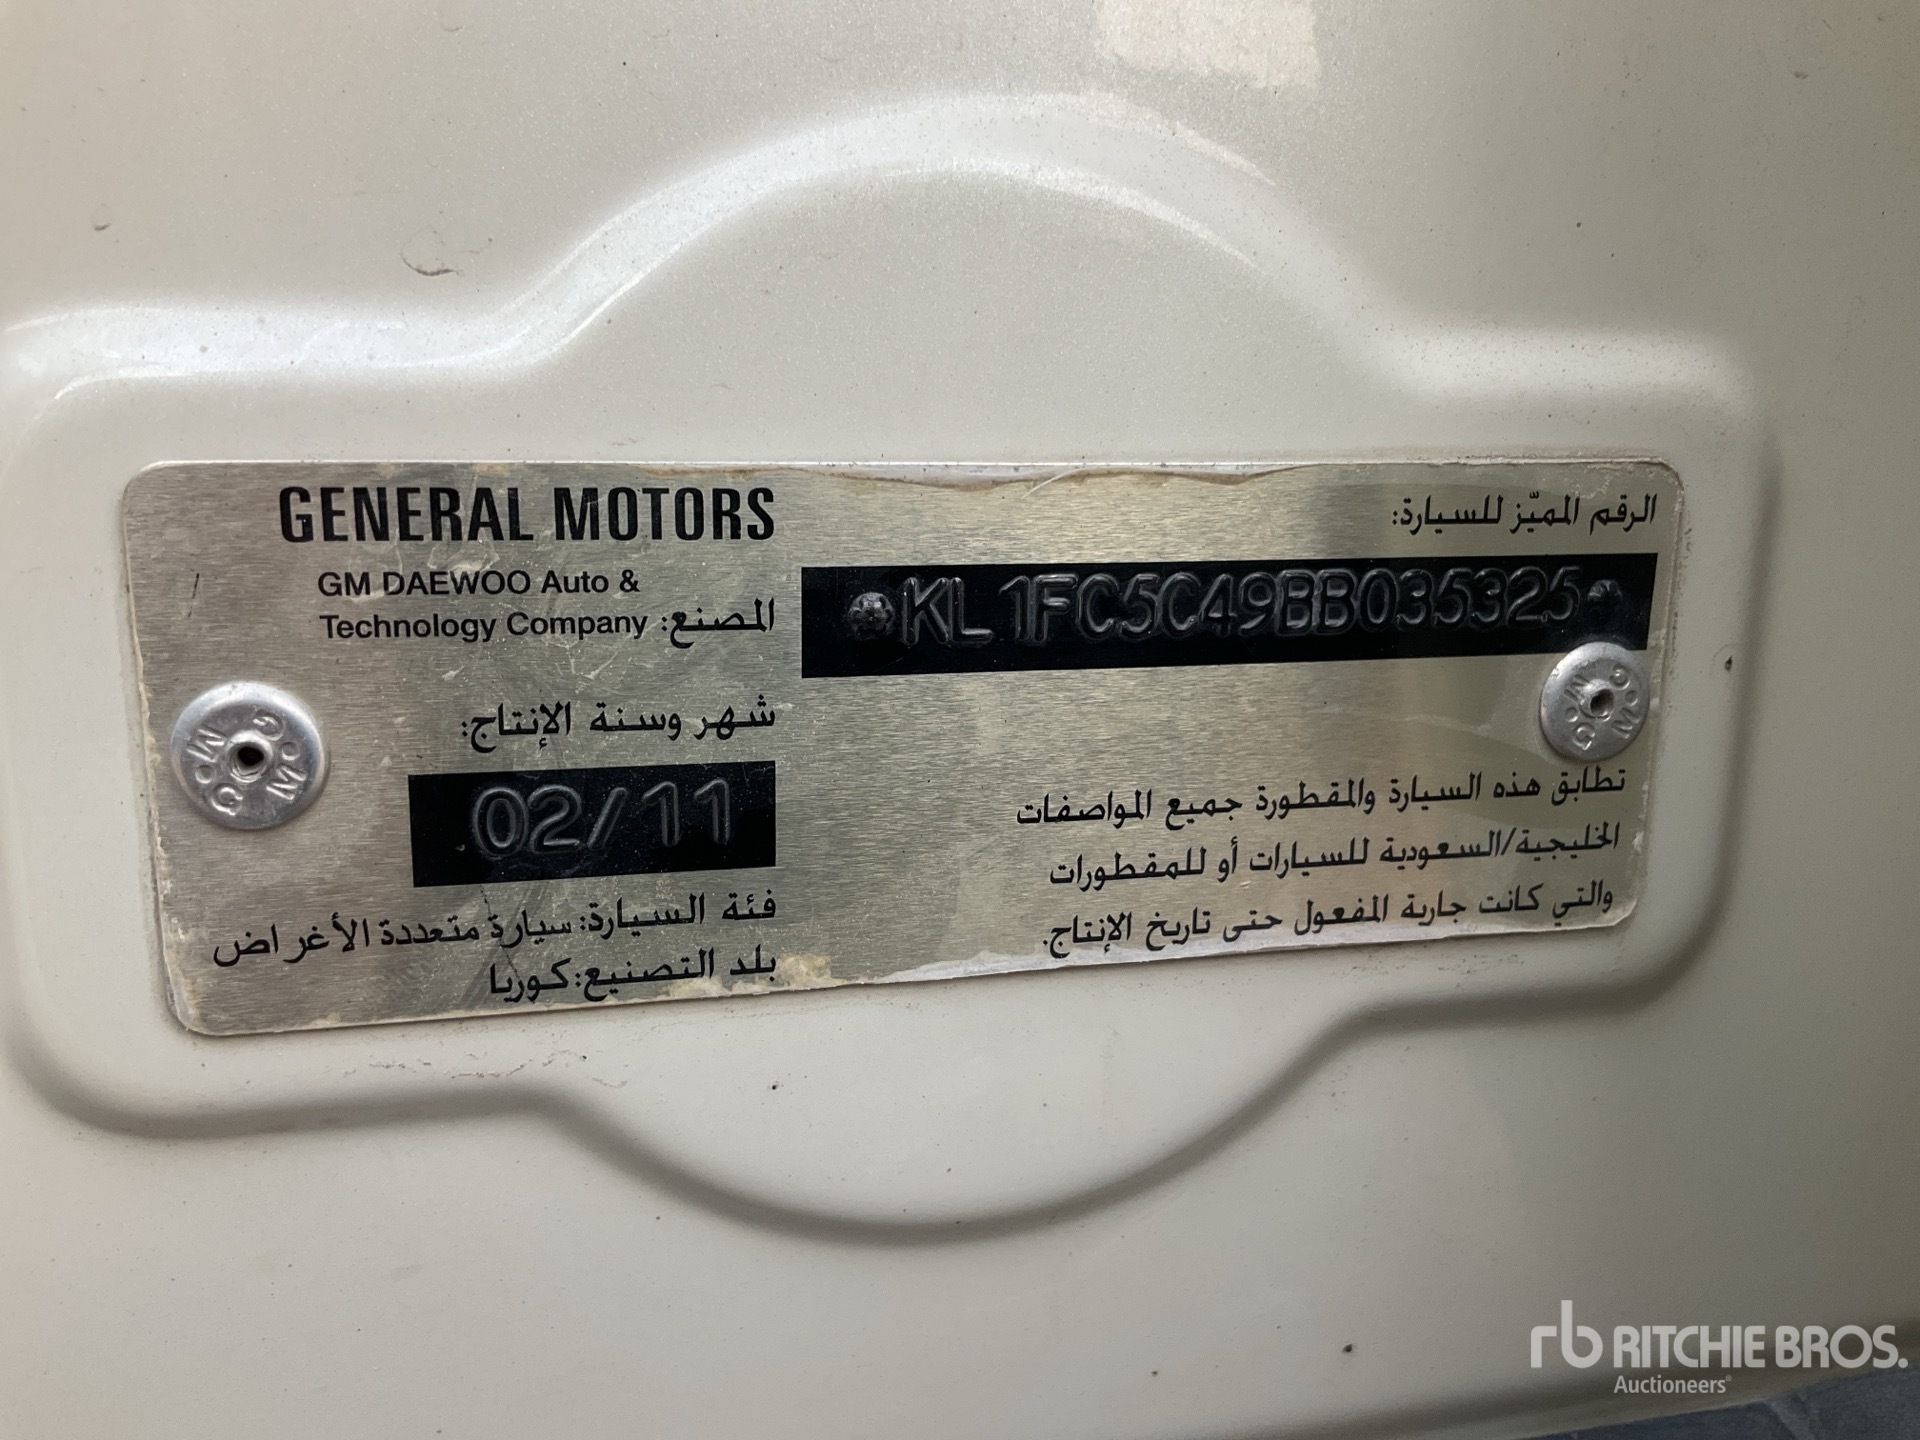 GENERAL MOTORS
GM DAEWOO Auto &
Technology Company المصنع:
شهر وسنة الإنتاج:
02/11
فئة السيارة: سيارة متعددة الأغراض
بلد التصنيع: كوريا
الرقم المميّز للسيارة:
*KL1FC5C49BB035325*
تطابق هذه السيارة والمقطورة جميع المواصفات
الخليجية/السعودية للسيارات أو للمقطورات
والتي كانت جارية المفعول حتى تاريخ الإنتاج.
rb RITCHIE BROS.
Auctioneers